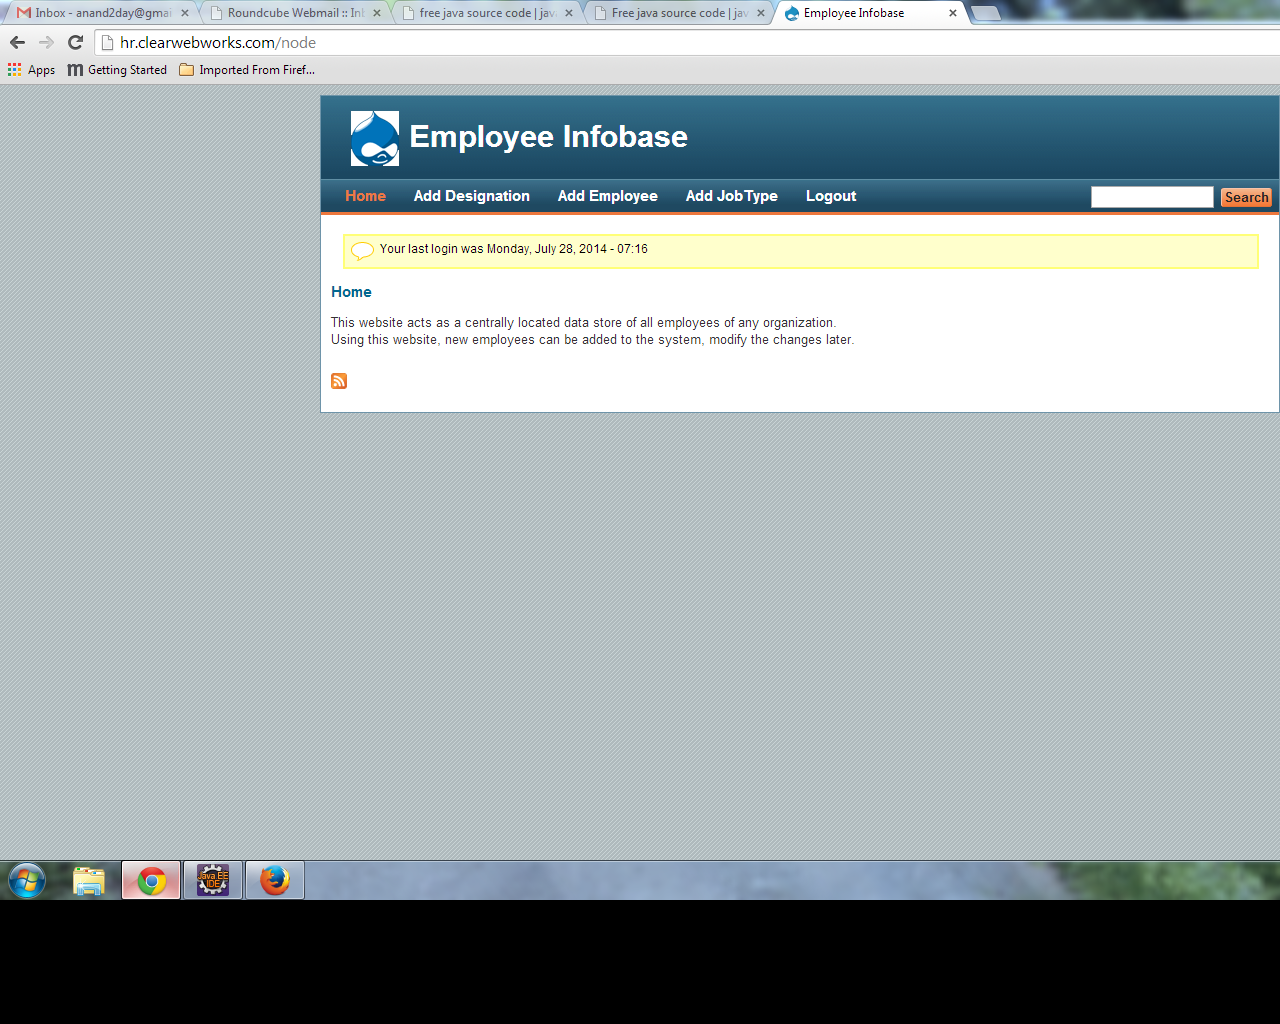 Inbox - anand2day@gmai
Roundcube Webmail :: Inb
free java source code | java
Free java source code | jav
Employee Infobase
hr.clearwebworks.com/node
Apps
Getting Started
Imported From Firef...
Employee Infobase
Home
Add Designation
Add Employee
Add JobType
Logout
Search
Your last login was Monday, July 28, 2014 - 07:16
Home
This website acts as a centrally located data store of all employees of any organization.
Using this website, new employees can be added to the system, modify the changes later.
Java EE
IDE